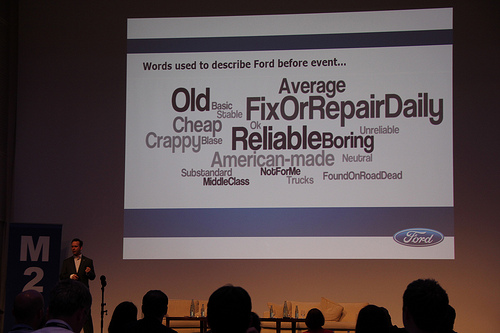 Words used to describe Ford before event...
Average
Old Basic FixOrRepairDaily
Stable
Cheap Ok
Crappy Blase ReliableBoring Unreliable
American-made Neutral
Substandard NotForMe FoundOnRoadDead
MiddleClass Trucks
Ford
M
2